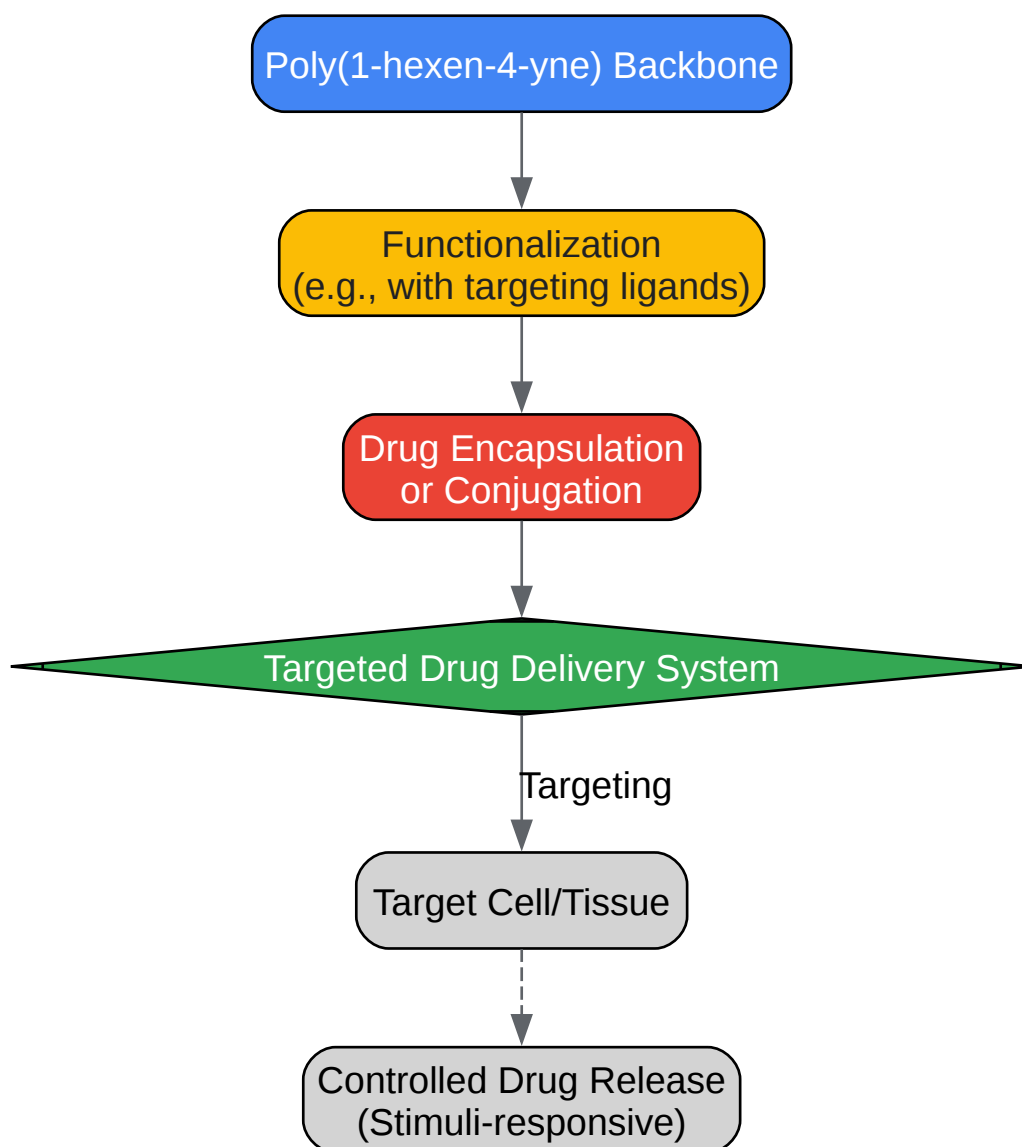 Poly(1-hexen-4-yne) Backbone
Functionalization
(e.g., with targeting ligands)
Drug Encapsulation
or Conjugation
Targeted Drug Delivery System
Targeting
Target Cell/Tissue
Controlled Drug Release
(Stimuli-responsive)